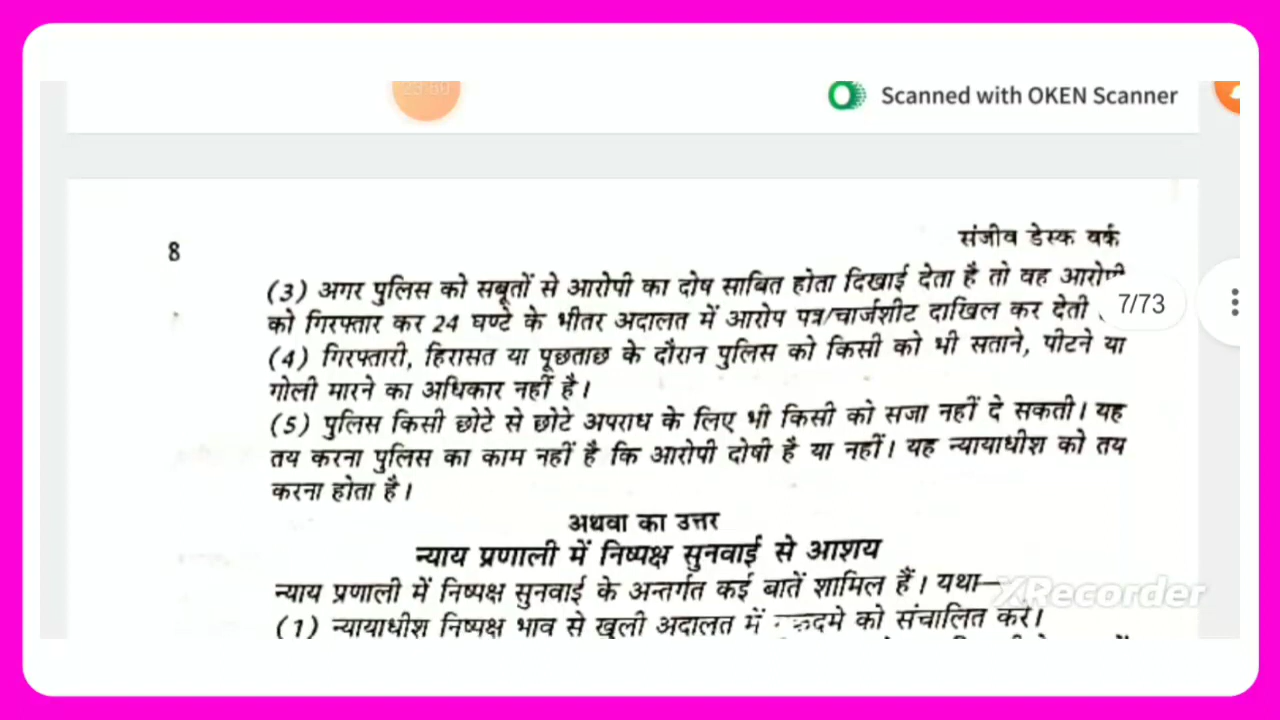 23:09
Scanned with OKEN Scanner
8
संजीव डेस्क वर्क
(3) अगर पुलिस को सबूतों से आरोपी का दोष साबित होता दिखाई देता है तो वह आरोपी
को गिरफ्तार कर 24 घण्टे के भीतर अदालत में आरोप पत्र/चार्जशीट दाखिल कर देती
7/73
(4) गिरफ्तारी, हिरासत या पूछताछ के दौरान पुलिस को किसी को भी सताने, पीटने या
गोली मारने का अधिकार नहीं है।
(5) पुलिस किसी छोटे से छोटे अपराध के लिए भी किसी को सजा नहीं दे सकती। यह
तय करना पुलिस का काम नहीं है कि आरोपी दोषी है या नहीं। यह न्यायाधीश को तय
करना होता है।
अथवा का उत्तर
न्याय प्रणाली में निष्पक्ष सुनवाई से आशय
न्याय प्रणाली में निष्पक्ष सुनवाई के अन्तर्गत कई बातें शामिल हैं। यथा—
XRecorder
(1) न्यायाधीश निष्पक्ष भाव से खुली अदालत में मुकदमे को संचालित करें।